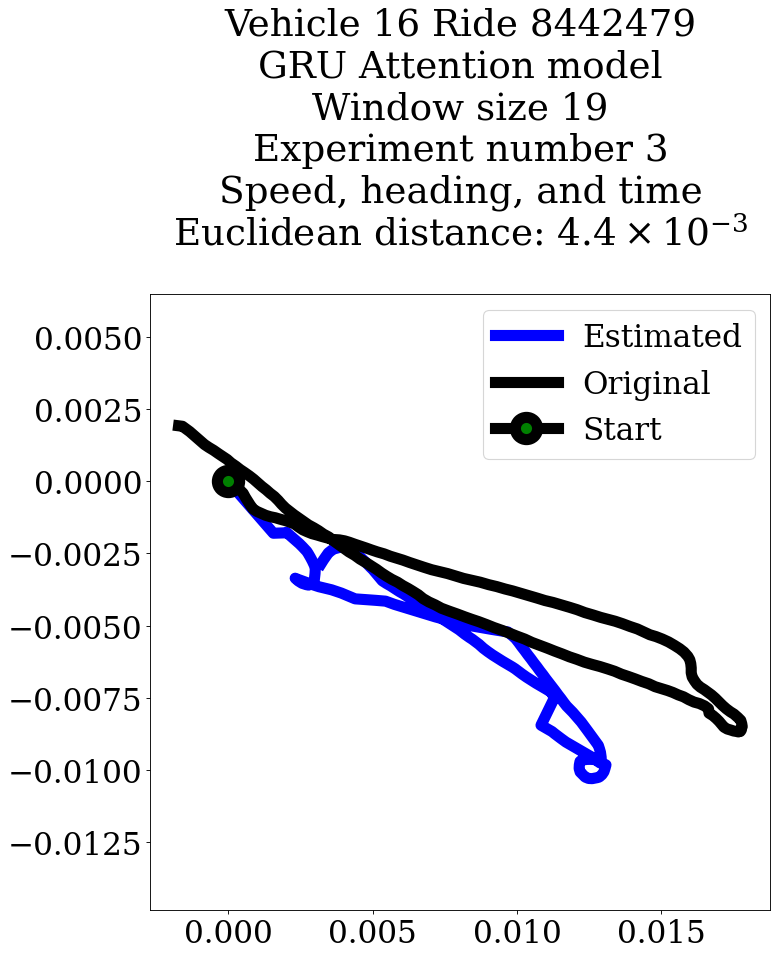 Vehicle 16 Ride 8442479
GRU Attention model
Window size 19
Experiment number 3
Speed, heading, and time
Euclidean distance: 4.4 × 10⁻³
Estimated
Original
Start
0.0050
0.0025
0.0000
−0.0025
−0.0050
−0.0075
−0.0100
−0.0125
0.000 0.005 0.010 0.015